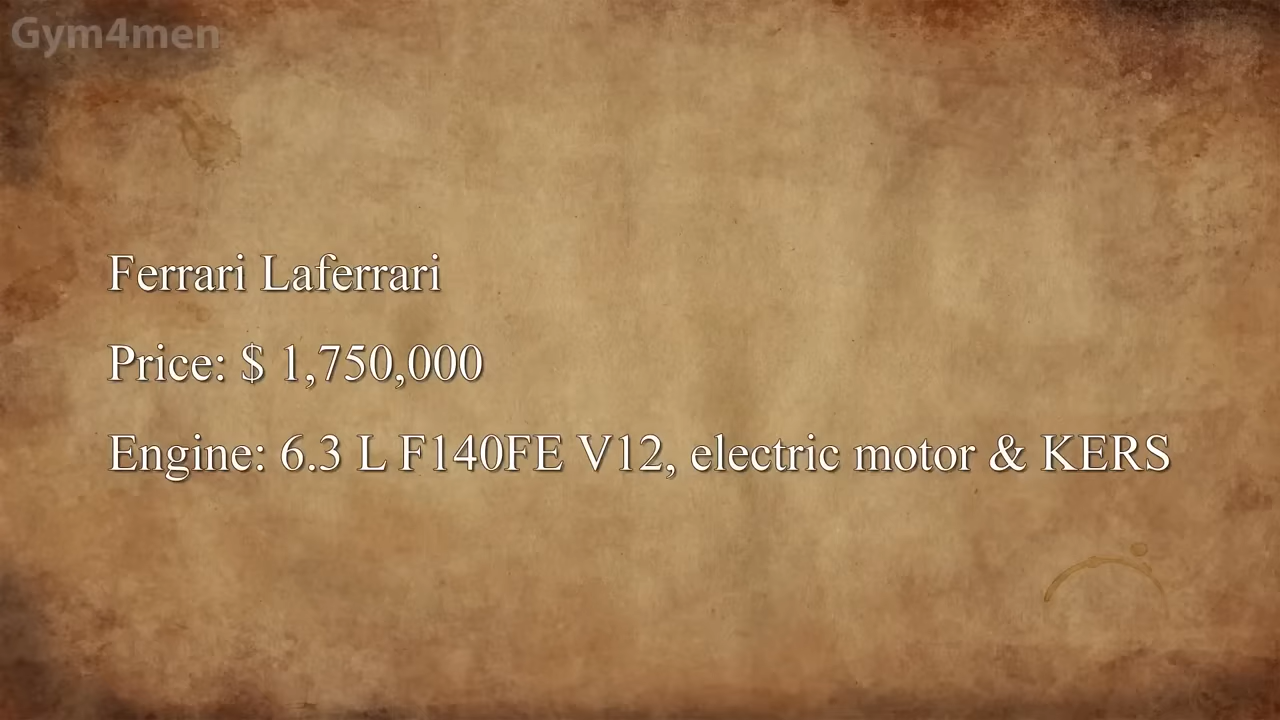 Gym4men
Ferrari Laferrari
Price: $ 1,750,000
Engine: 6.3 L F140FE V12, electric motor & KERS